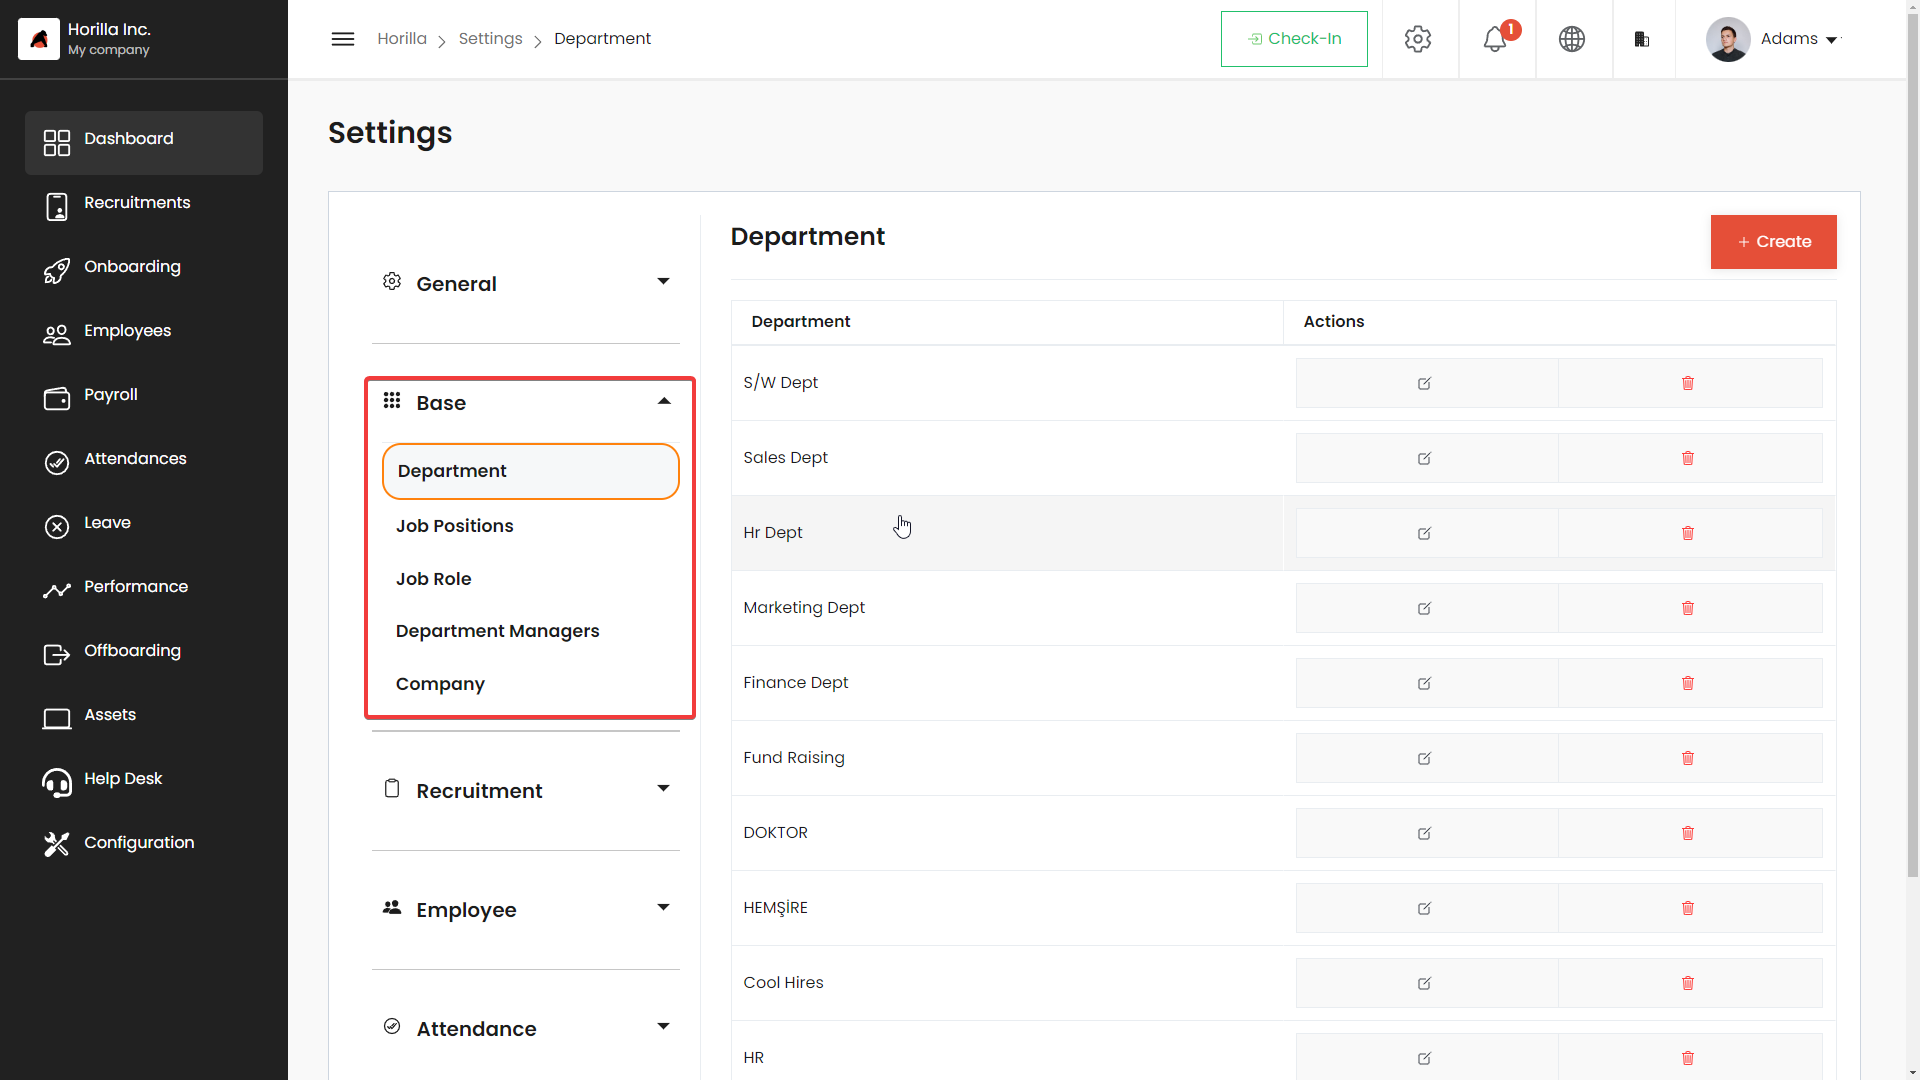 Horilla Inc.
My company
Horilla
Settings
Department
Check-In
1
Adams
Dashboard
Recruitments
Onboarding
Employees
Payroll
Attendances
Leave
Performance
Offboarding
Assets
Help Desk
Configuration
Settings
General
Base
Department
Job Positions
Job Role
Department Managers
Company
Recruitment
Employee
Attendance
Department
+ Create
Department Actions
S/W Dept
Sales Dept
Hr Dept
Marketing Dept
Finance Dept
Fund Raising
DOKTOR
HEMŞİRE
Cool Hires
HR